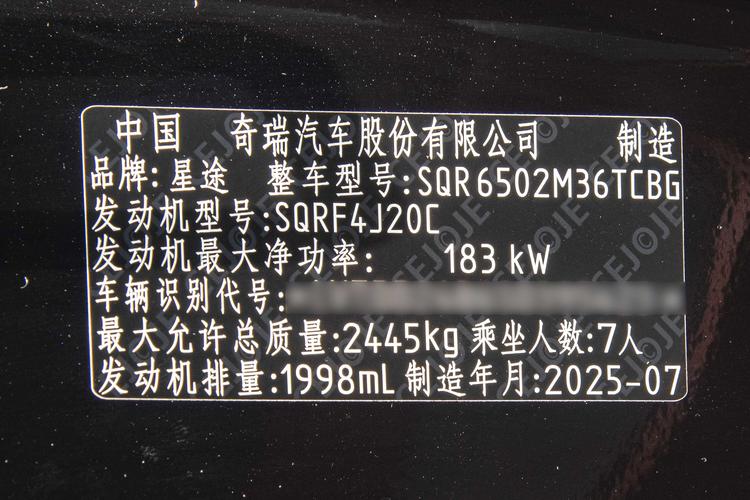 中国 奇瑞汽车股份有限公司 制造
品牌:星途 整车型号:SQR6502M36TCBG
发动机型号:SQRF4J20C
发动机最大净功率: 183 kW
车辆识别代号:
最大允许总质量:2445kg 乘坐人数:7人
发动机排量:1998mL 制造年月:2025-07